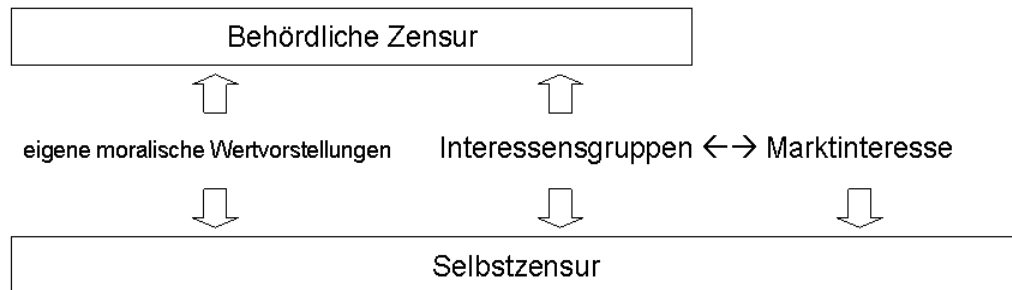 Behördliche Zensur
eigene moralische Wertvorstellungen Interessensgruppen ←→ Marktinteresse
Selbstzensur